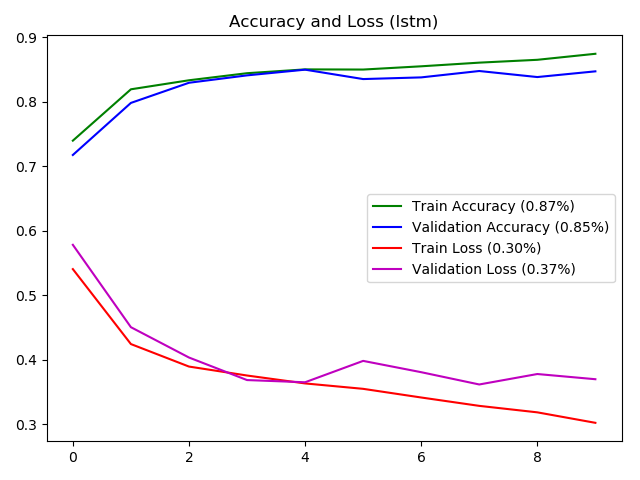 Accuracy and Loss (lstm)
0.9
0.8
0.7
0.6
0.5
0.4
0.3
Train Accuracy (0.87%)
Validation Accuracy (0.85%)
Train Loss (0.30%)
Validation Loss (0.37%)
0 2 4 6 8